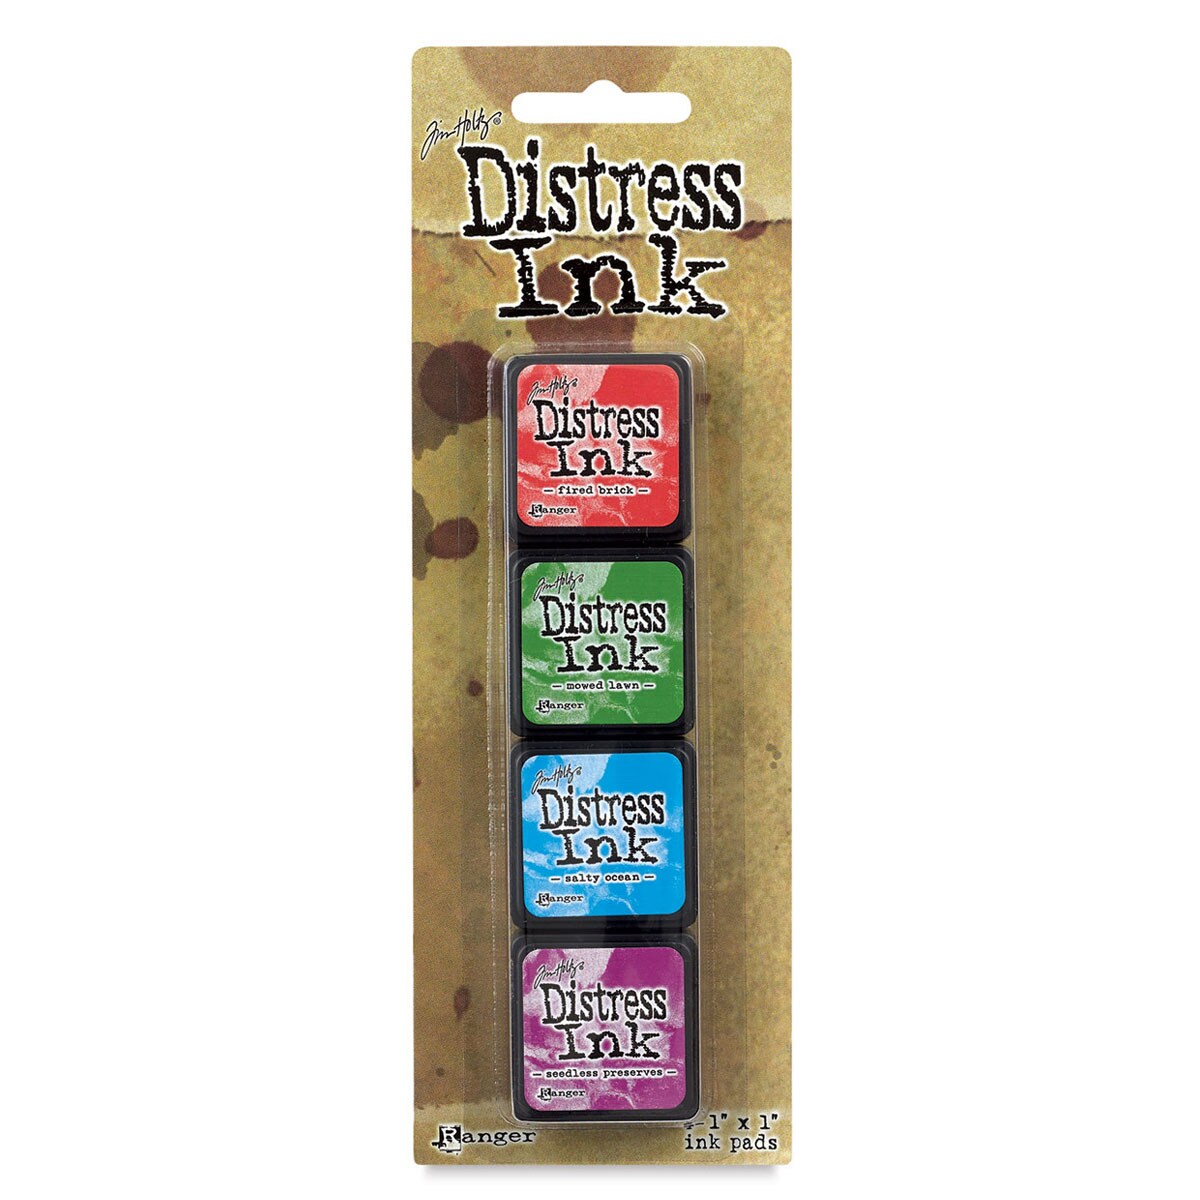 Tim Holtz®
Distress
Ink
Tim Holtz®
Distress
Ink
— fired brick —
Ranger
Tim Holtz®
Distress
Ink
— mowed lawn —
Ranger
Tim Holtz®
Distress
Ink
— salty ocean —
Ranger
Tim Holtz®
Distress
Ink
— seedless preserves —
Ranger
Ranger
1" x 1"
ink pads